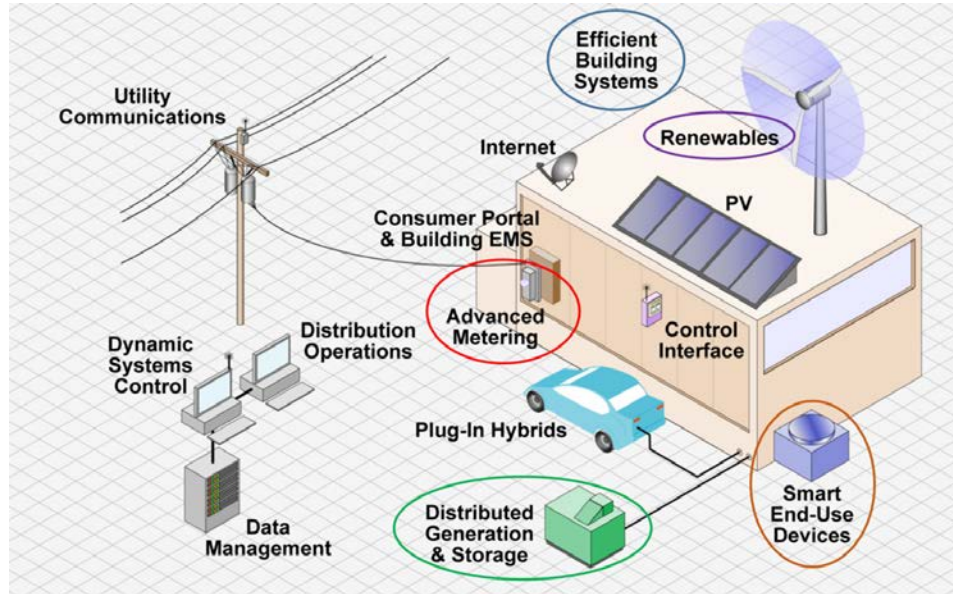 Efficient
Building
Systems
Utility
Communications
Renewables
Internet
PV
Consumer Portal
& Building EMS
Advanced
Metering
Control
Interface
Distribution
Operations
Dynamic
Systems
Control
Plug-In Hybrids
Smart
End-Use
Devices
Distributed
Generation
& Storage
Data
Management